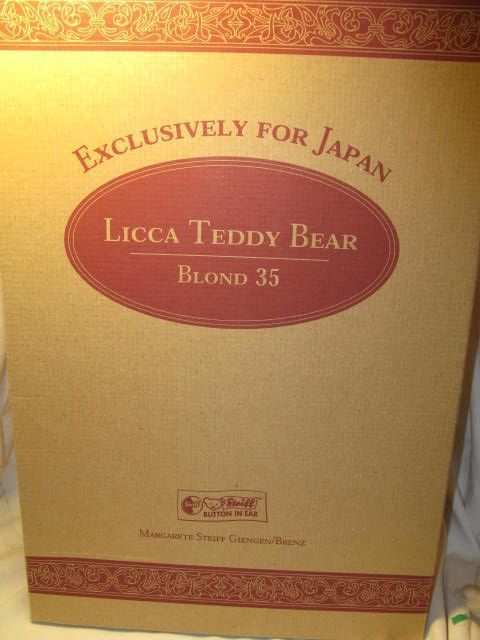 EXCLUSIVELY FOR JAPAN
LICCA TEDDY BEAR
BLOND 35
Steiff
BUTTON IN EAR
MARGARETE STEIFF GIENGEN/BRENZ